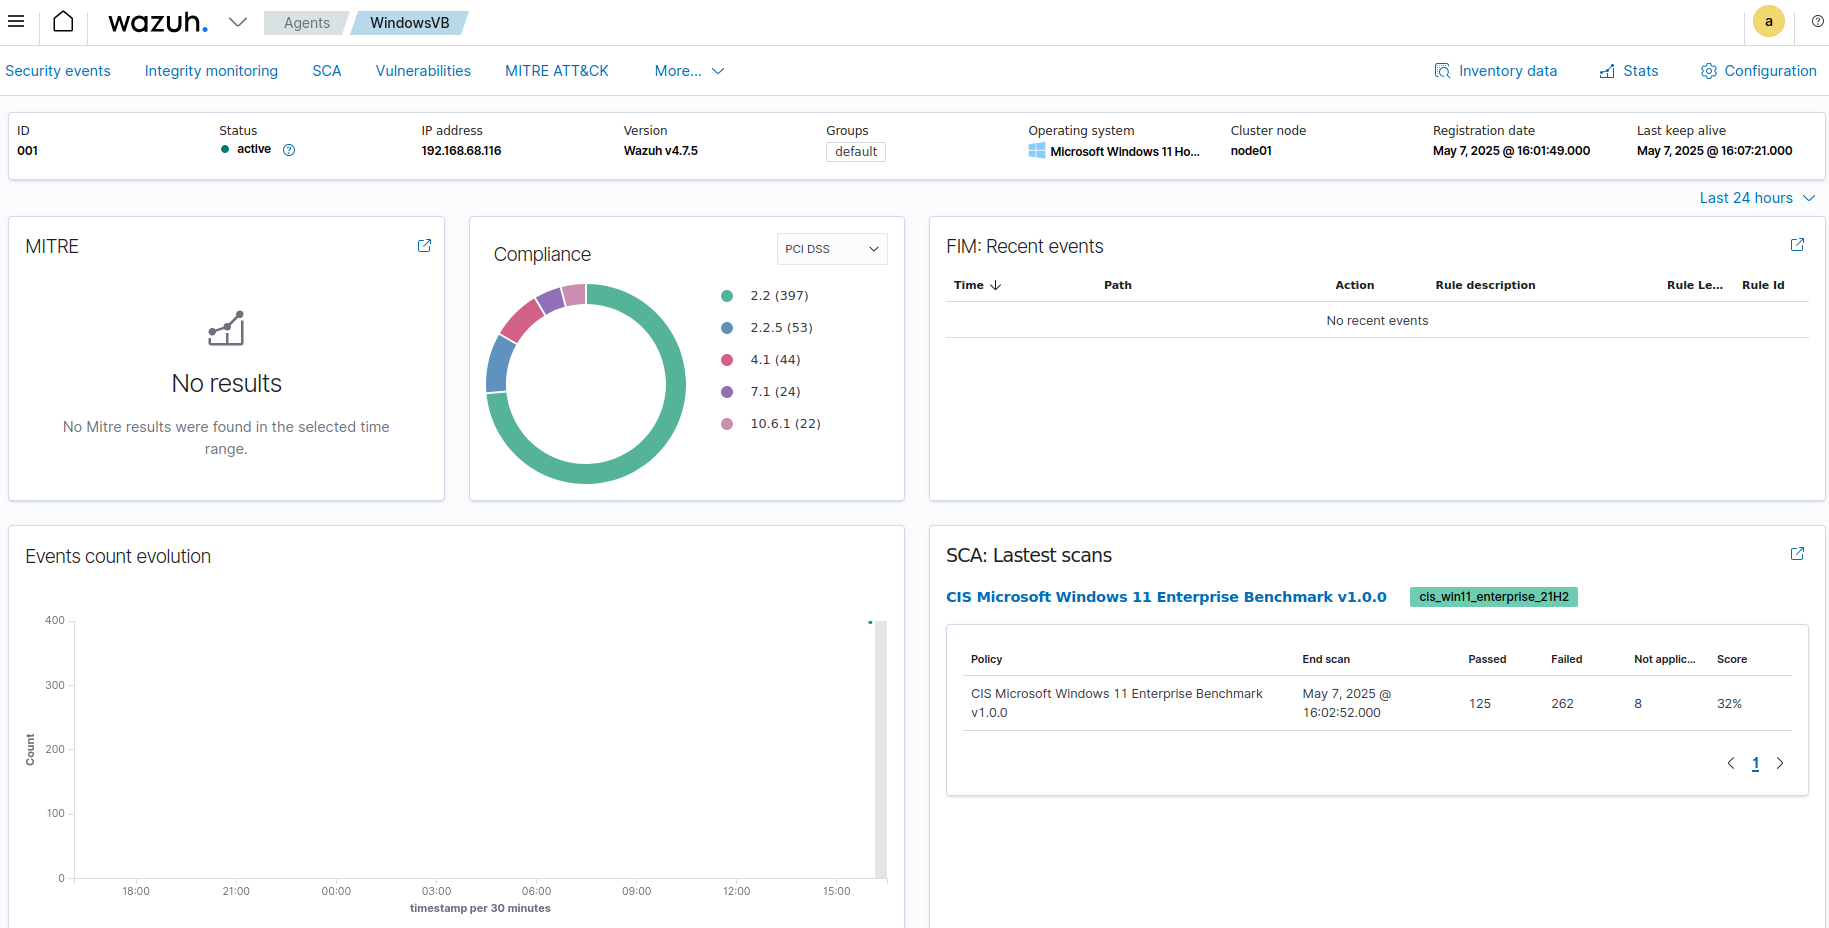 wazuh.
Agents
WindowsVB
a
Security events
Integrity monitoring
SCA
Vulnerabilities
MITRE ATT&CK
More...
Inventory data
Stats
Configuration
ID
001
Status
active
IP address
192.168.68.116
Version
Wazuh v4.7.5
Groups
default
Operating system
Microsoft Windows 11 Ho...
Cluster node
node01
Registration date
May 7, 2025 @ 16:01:49.000
Last keep alive
May 7, 2025 @ 16:07:21.000
Last 24 hours
MITRE
No results
No Mitre results were found in the selected time
range.
Compliance
PCI DSS
2.2 (397)
2.2.5 (53)
4.1 (44)
7.1 (24)
10.6.1 (22)
FIM: Recent events
Time Path Action Rule description Rule Le... Rule Id
No recent events
Events count evolution
400
300
200
100
0
Count
18:00 21:00 00:00 03:00 06:00 09:00 12:00 15:00
timestamp per 30 minutes
SCA: Lastest scans
CIS Microsoft Windows 11 Enterprise Benchmark v1.0.0
cis_win11_enterprise_21H2
Policy End scan Passed Failed Not applic... Score
CIS Microsoft Windows 11 Enterprise Benchmark
v1.0.0
May 7, 2025 @
16:02:52.000
125
262
8
32%
1